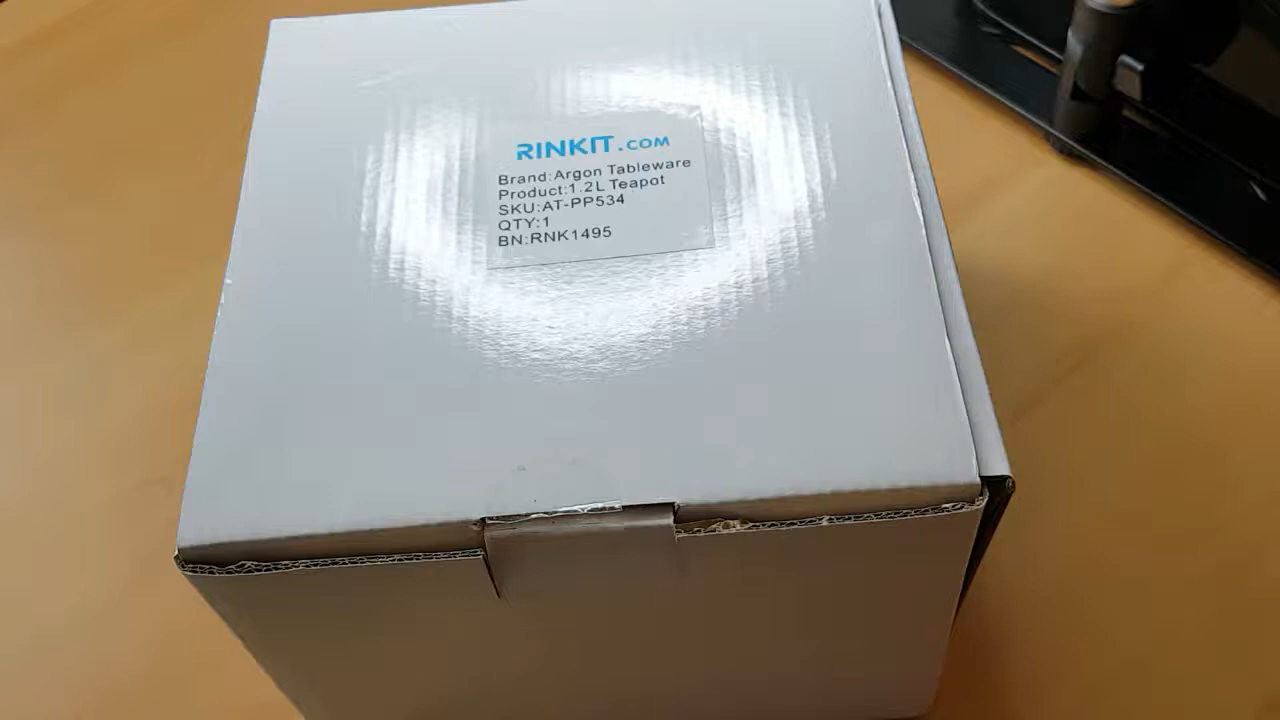 RINKIT.COM
Brand:Argon Tableware
Product:1.2L Teapot
SKU:AT-PP534
QTY:1
BN:RNK1495